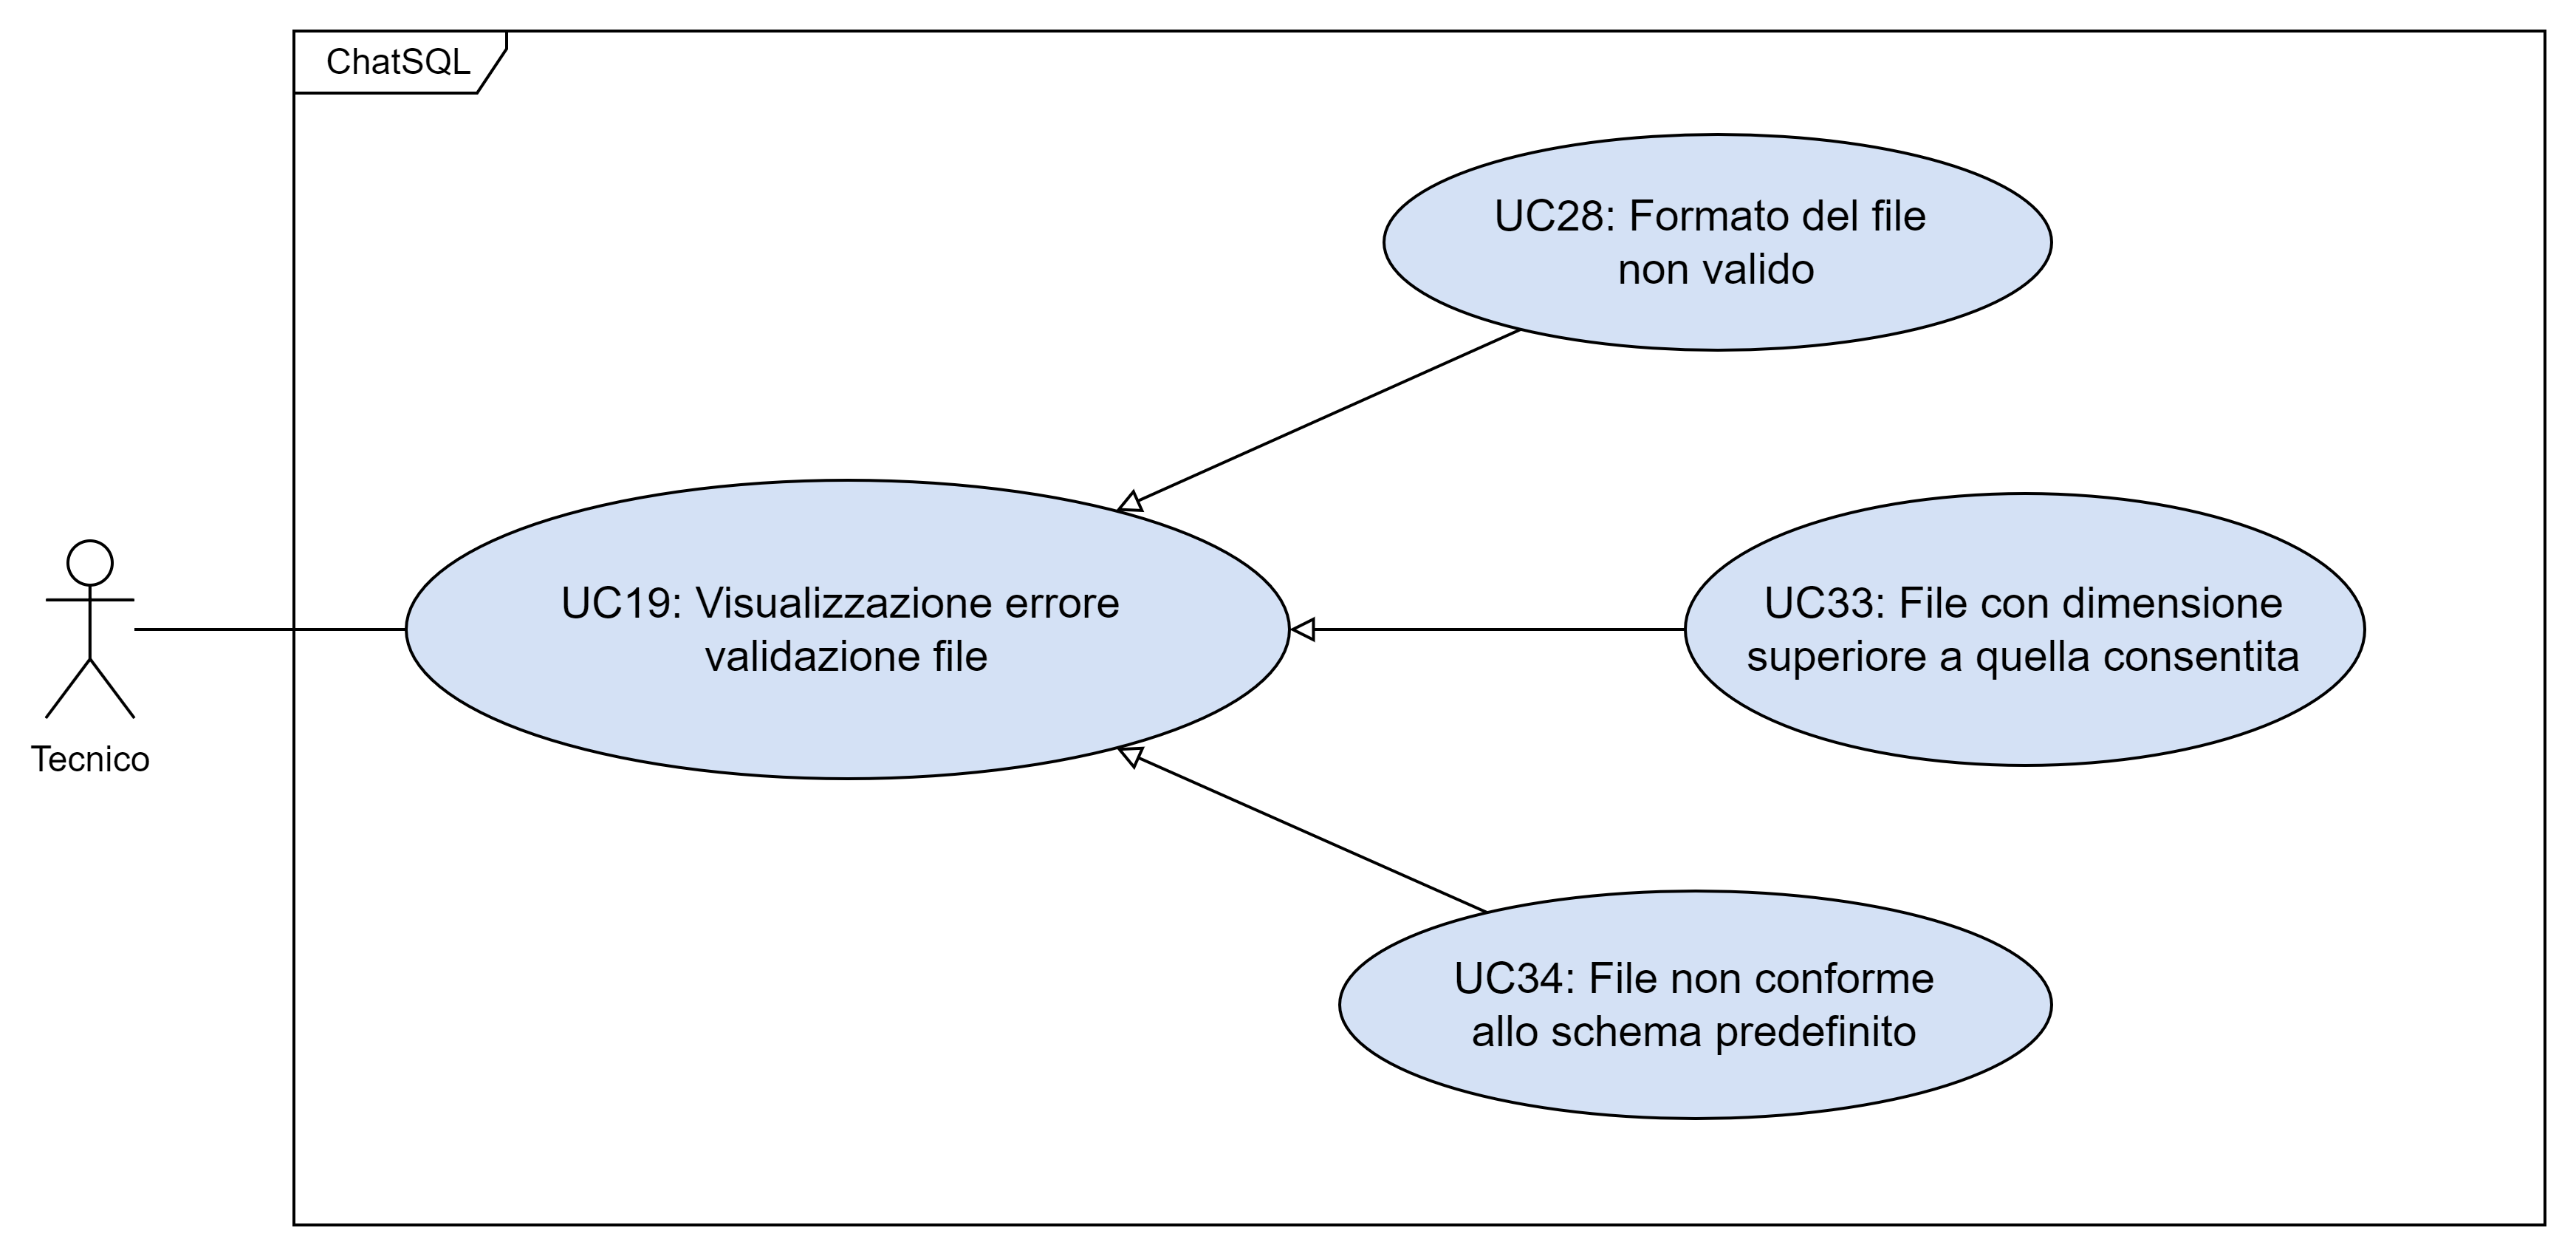 ChatSQL
UC28: Formato del file
non valido
UC19: Visualizzazione errore
validazione file
UC33: File con dimensione
superiore a quella consentita
Tecnico
UC34: File non conforme
allo schema predefinito